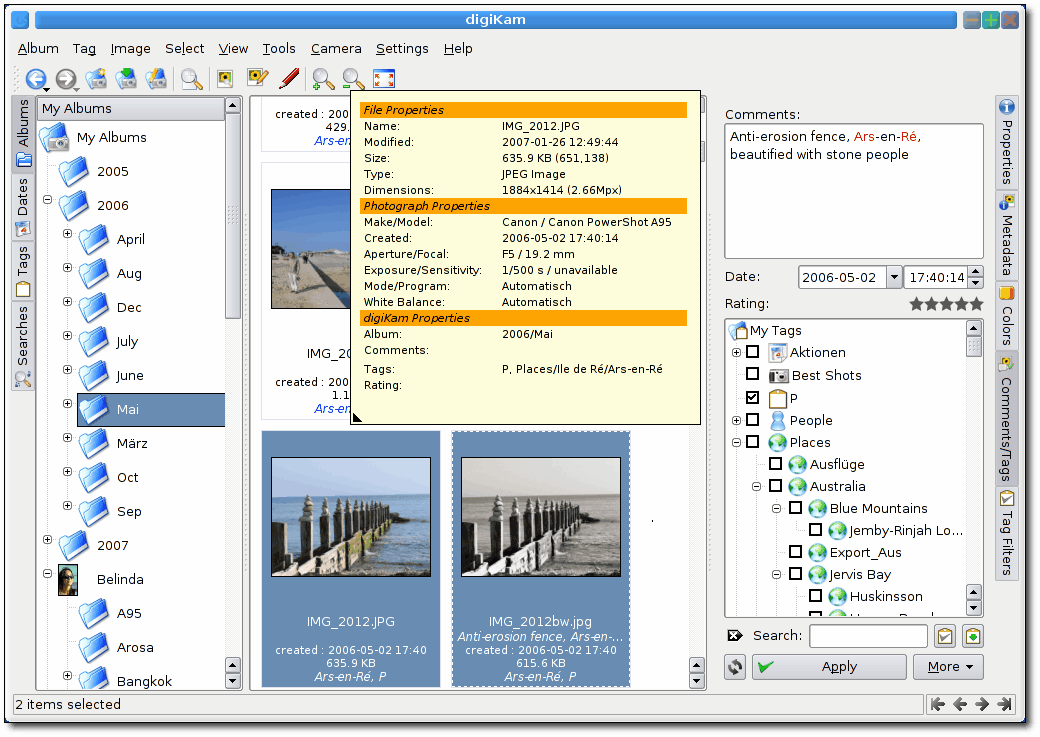 digiKam
Album Tag Image Select View Tools Camera Settings Help
Albums
Dates
Tags
Searches
My Albums
My Albums
2005
2006
April
Aug
Dec
July
June
Mai
März
Oct
Sep
2007
Belinda
A95
Arosa
Bangkok
created : 200
429.
Ars-en
IMG_20
created : 200
1.1
Ars-en
File Properties
Name: IMG_2012.JPG
Modified: 2007-01-26 12:49:44
Size: 635.9 KB (651,138)
Type: JPEG Image
Dimensions: 1884x1414 (2.66Mpx)
Photograph Properties
Make/Model: Canon / Canon PowerShot A95
Created: 2006-05-02 17:40:14
Aperture/Focal: F5 / 19.2 mm
Exposure/Sensitivity: 1/500 s / unavailable
Mode/Program: Automatisch
White Balance: Automatisch
digiKam Properties
Album: 2006/Mai
Comments:
Tags: P, Places/Ile de Ré/Ars-en-Ré
Rating:
IMG_2012.JPG
created : 2006-05-02 17:40
635.9 KB
Ars-en-Ré, P
IMG_2012bw.jpg
Anti-erosion fence, Ars-en-...
created : 2006-05-02 17:40
615.6 KB
Ars-en-Ré, P
Comments:
Anti-erosion fence, Ars-en-Ré,
beautified with stone people
Date: 2006-05-02 17:40:14
Rating:
My Tags
Aktionen
Best Shots
P
People
Places
Ausflüge
Australia
Blue Mountains
Jemby-Rinjah Lo...
Export_Aus
Jervis Bay
Huskinsson
Search:
Apply More
Properties
Metadata
Colors
Comments/Tags
Tag Filters
2 items selected